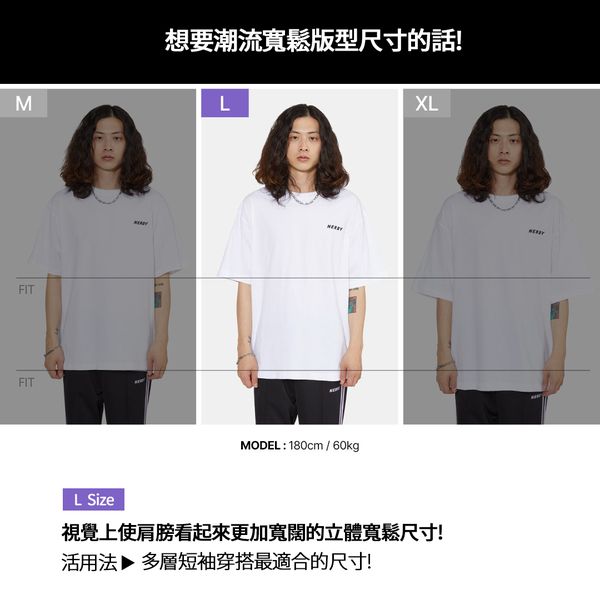 想要潮流寬鬆版型尺寸的話!
M
L
XL
NERDY
NERDY
NERDY
FIT
FIT
NERDY
NERDY
NERDY
MODEL : 180cm / 60kg
L Size
視覺上使肩膀看起來更加寬闊的立體寬鬆尺寸!
活用法▶ 多層短袖穿搭最適合的尺寸!